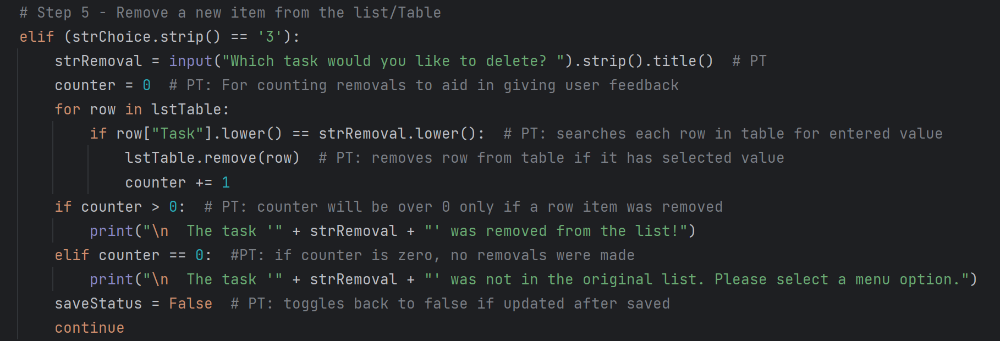 # Step 5 - Remove a new item from the list/Table
elif (strChoice.strip() == '3'):
    strRemoval = input("Which task would you like to delete? ").strip().title()  # PT
    counter = 0  # PT: For counting removals to aid in giving user feedback
    for row in lstTable:
        if row["Task"].lower() == strRemoval.lower():  # PT: searches each row in table for entered value
            lstTable.remove(row)  # PT: removes row from table if it has selected value
            counter += 1
    if counter > 0:  # PT: counter will be over 0 only if a row item was removed
        print("\n  The task '" + strRemoval + "' was removed from the list!")
    elif counter == 0:  #PT: if counter is zero, no removals were made
        print("\n  The task '" + strRemoval + "' was not in the original list. Please select a menu option.")
    saveStatus = False  # PT: toggles back to false if updated after saved
    continue